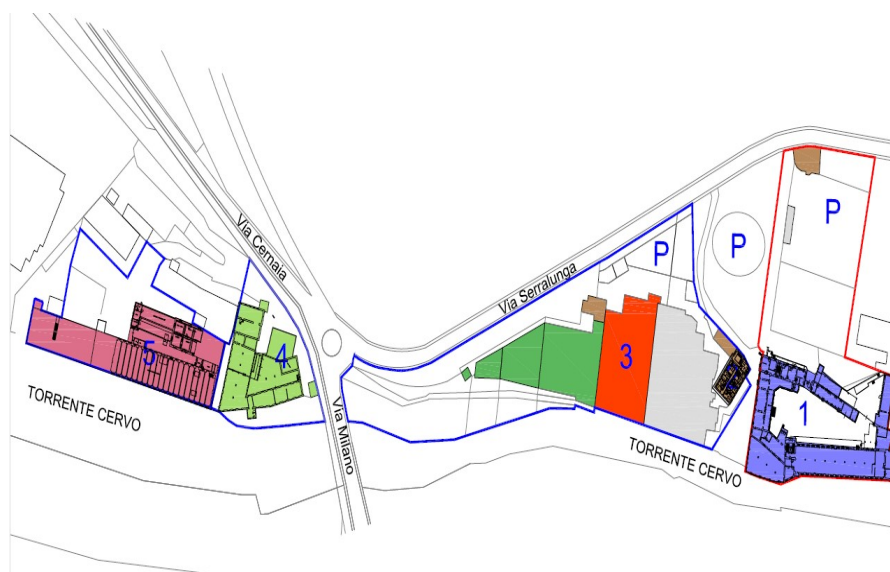 Via Cernaia
Via Serralunga
P
P
P
5
4
3
1
TORRENTE CERVO
Via Milano
TORRENTE CERVO